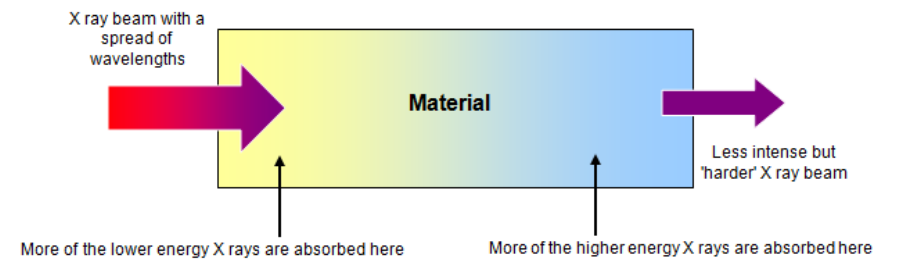 X ray beam with a
spread of
wavelengths
Material
Less intense but
'harder' X ray beam
More of the lower energy X rays are absorbed here
More of the higher energy X rays are absorbed here